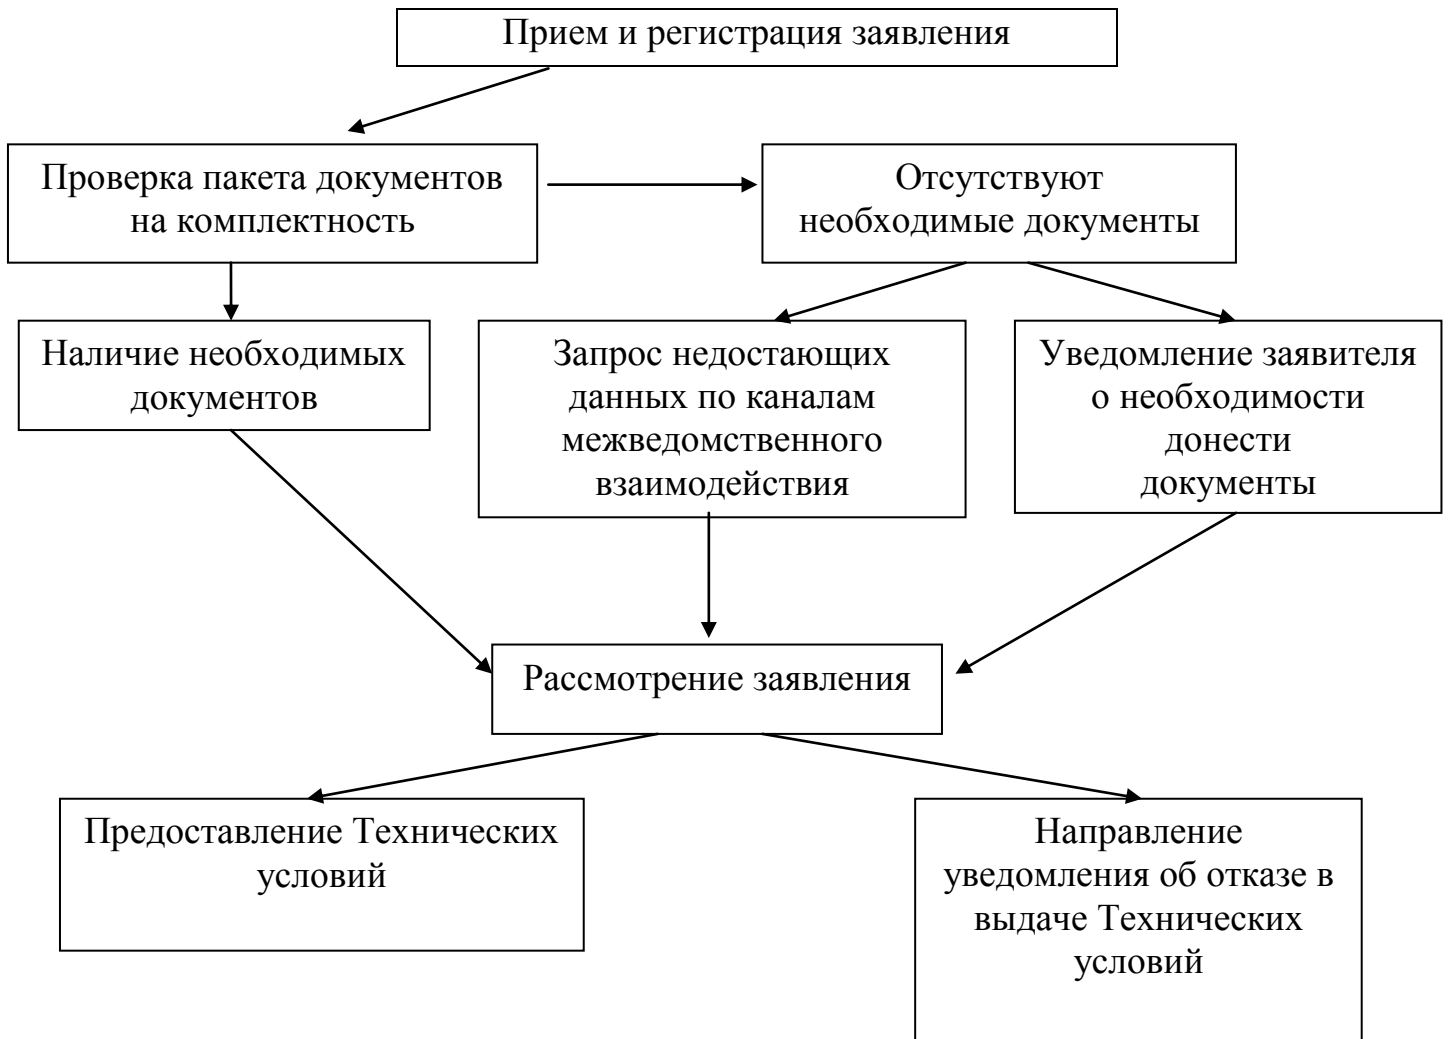 Прием и регистрация заявления
Проверка пакета документов
на комплектность
Отсутствуют
необходимые документы
Наличие необходимых
документов
Запрос недостающих
данных по каналам
межведомственного
взаимодействия
Уведомление заявителя
о необходимости
донести
документы
Рассмотрение заявления
Предоставление Технических
условий
Направление
уведомления об отказе в
выдаче Технических
условий